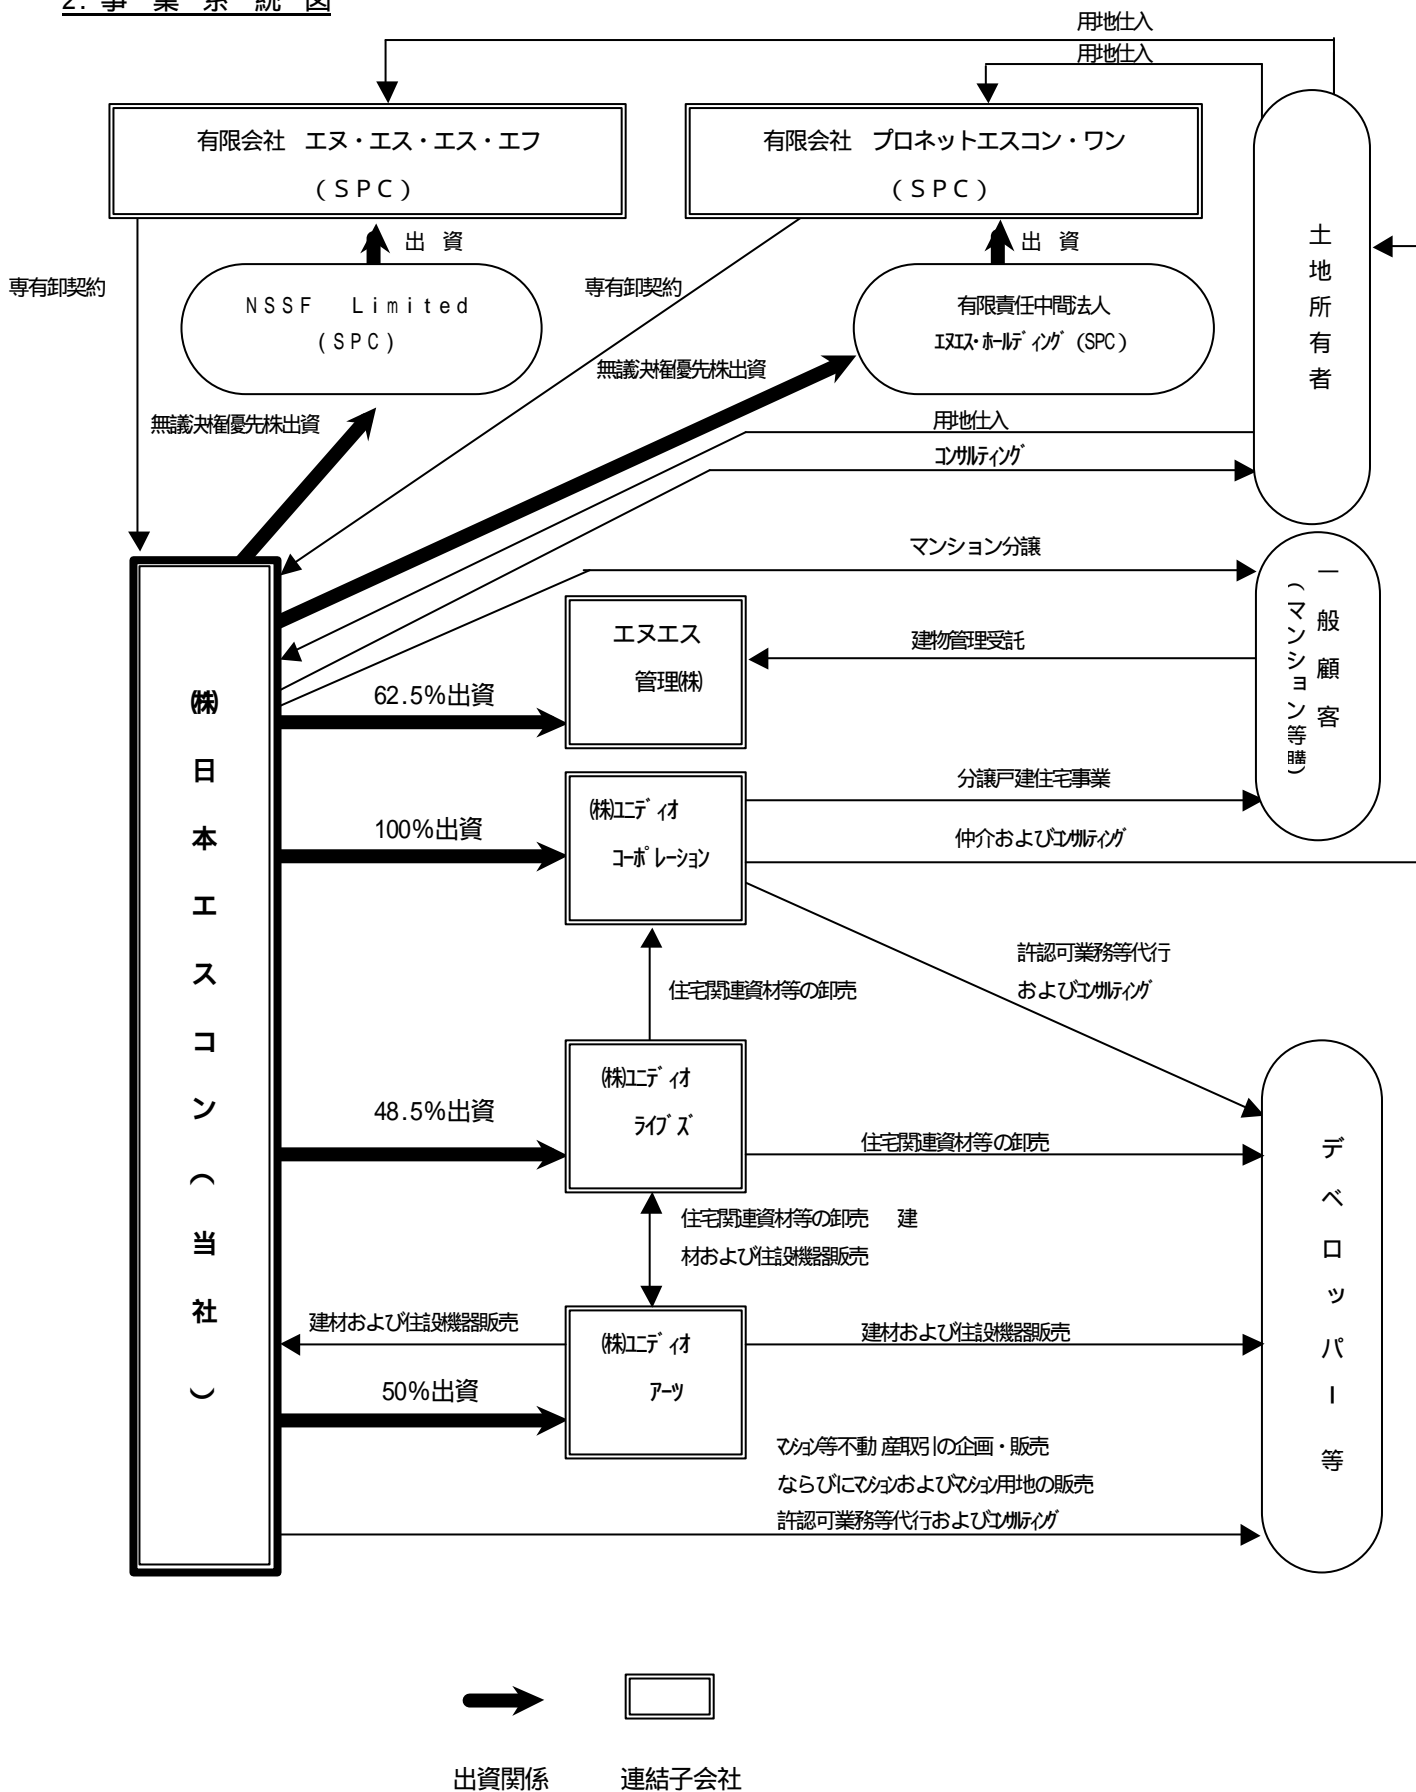 2. 事 業 系 統 図
用地仕入
用地仕入
有限会社　エヌ・エス・エス・エフ
（ＳＰＣ）
有限会社　プロネットエスコン・ワン
（ＳＰＣ）
土地所有者
出 資
出 資
専有卸契約
専有卸契約
NSSF　Limited
(SPC)
有限責任中間法人
ｴﾇｴｽ･ﾎｰﾙﾃﾞｨﾝｸﾞ(SPC)
無議決権優先株出資
無議決権優先株出資
用地仕入
ｺﾝｻﾙﾃｨﾝｸﾞ
マンション分譲
一般顧客
(マンション等購)
エヌエス
管理㈱
建物管理受託
㈱日本エスコン（当社）
62.5%出資
㈱ﾕﾆﾃﾞｨｵ
ｺｰﾎﾟﾚｰｼｮﾝ
分譲戸建住宅事業
100%出資
仲介およびｺﾝｻﾙﾃｨﾝｸﾞ
許認可業務等代行
およびｺﾝｻﾙﾃｨﾝｸﾞ
住宅関連資材等の卸売
㈱ﾕﾆﾃﾞｨｵ
ﾗｲﾌﾞｽﾞ
48.5%出資
住宅関連資材等の卸売
デベロッパー等
住宅関連資材等の卸売　建
材および住設機器販売
建材および住設機器販売
㈱ﾕﾆﾃﾞｨｵ
ｱｰﾂ
建材および住設機器販売
50%出資
ﾏﾝｼｮﾝ等不動産取引の企画・販売
ならびにﾏﾝｼｮﾝおよびﾏﾝｼｮﾝ用地の販売
許認可業務等代行およびｺﾝｻﾙﾃｨﾝｸﾞ
出資関係
連結子会社